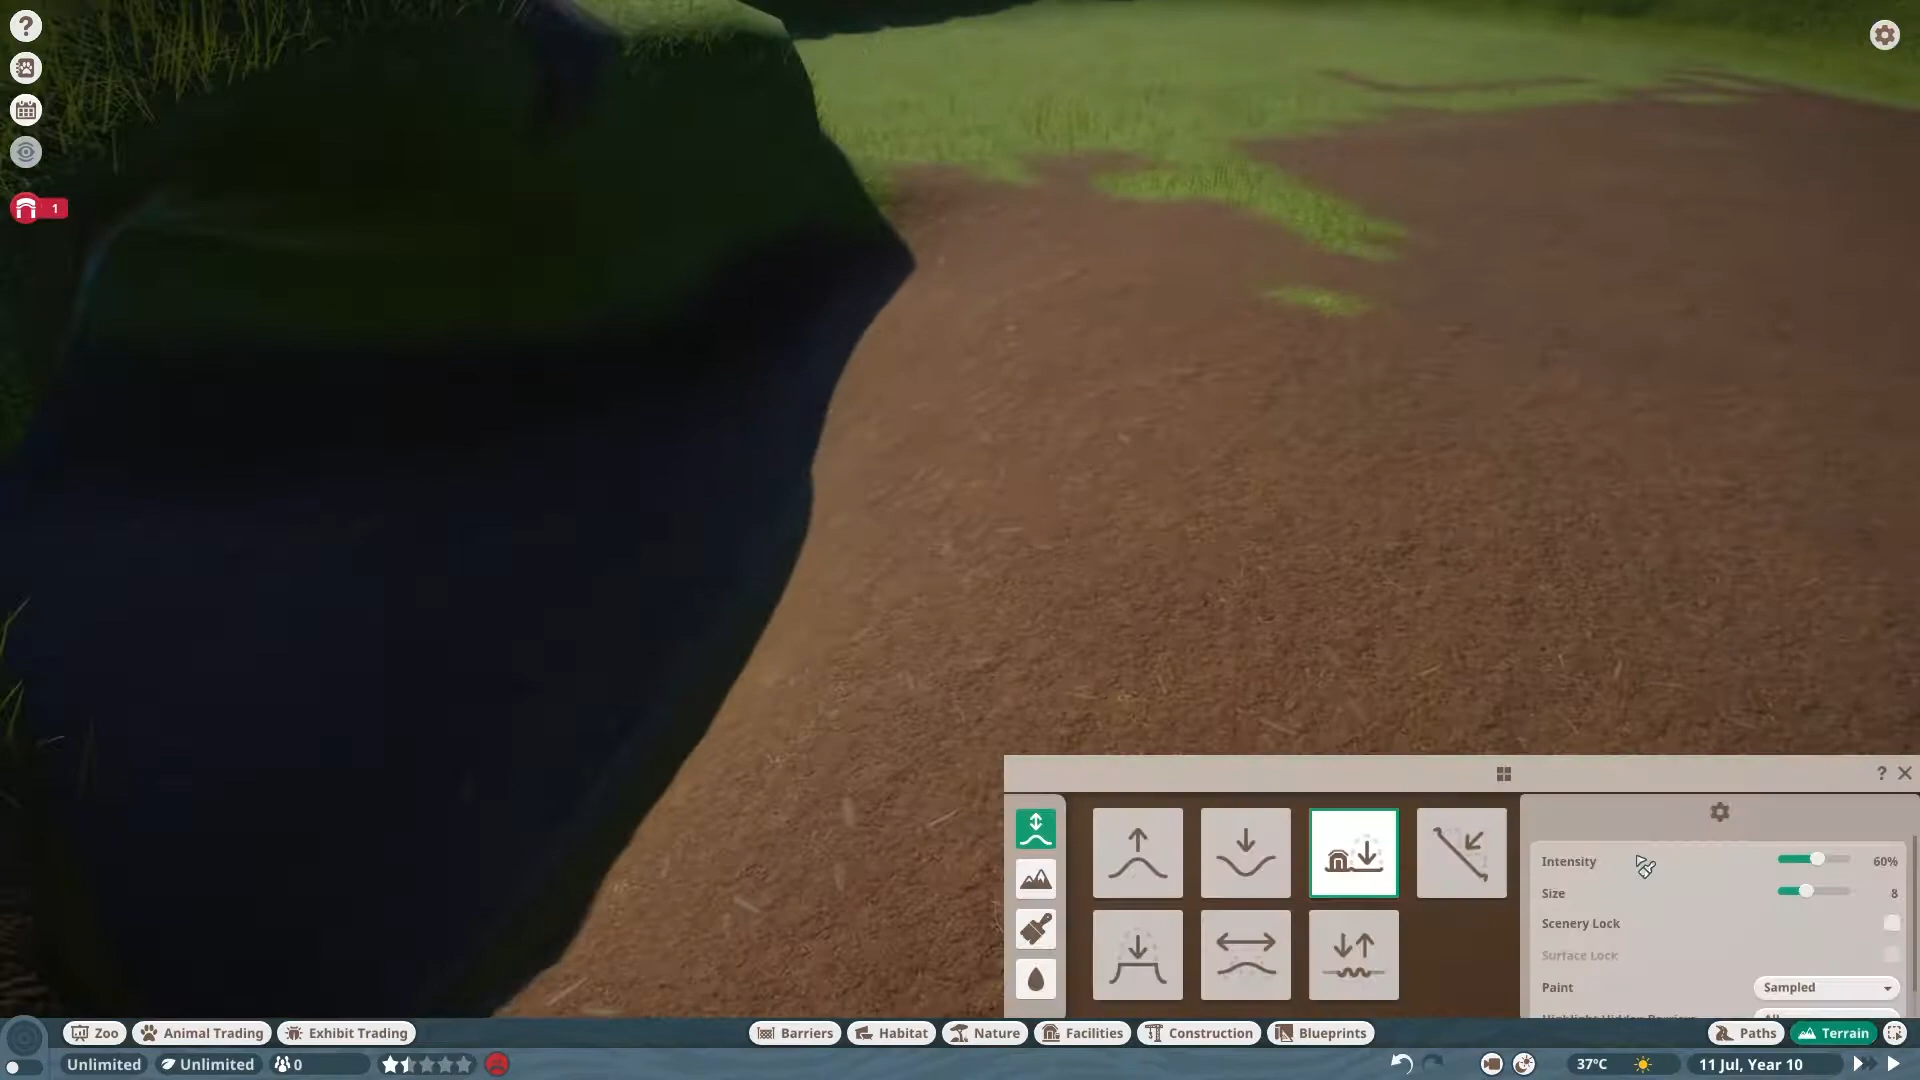 ?
1
?
Intensity 60%
Size 8
Scenery Lock
Surface Lock
Paint Sampled
Zoo Animal Trading Exhibit Trading Barriers Habitat Nature Facilities Construction Blueprints Paths Terrain
Unlimited Unlimited 0 37°C 11 Jul, Year 10